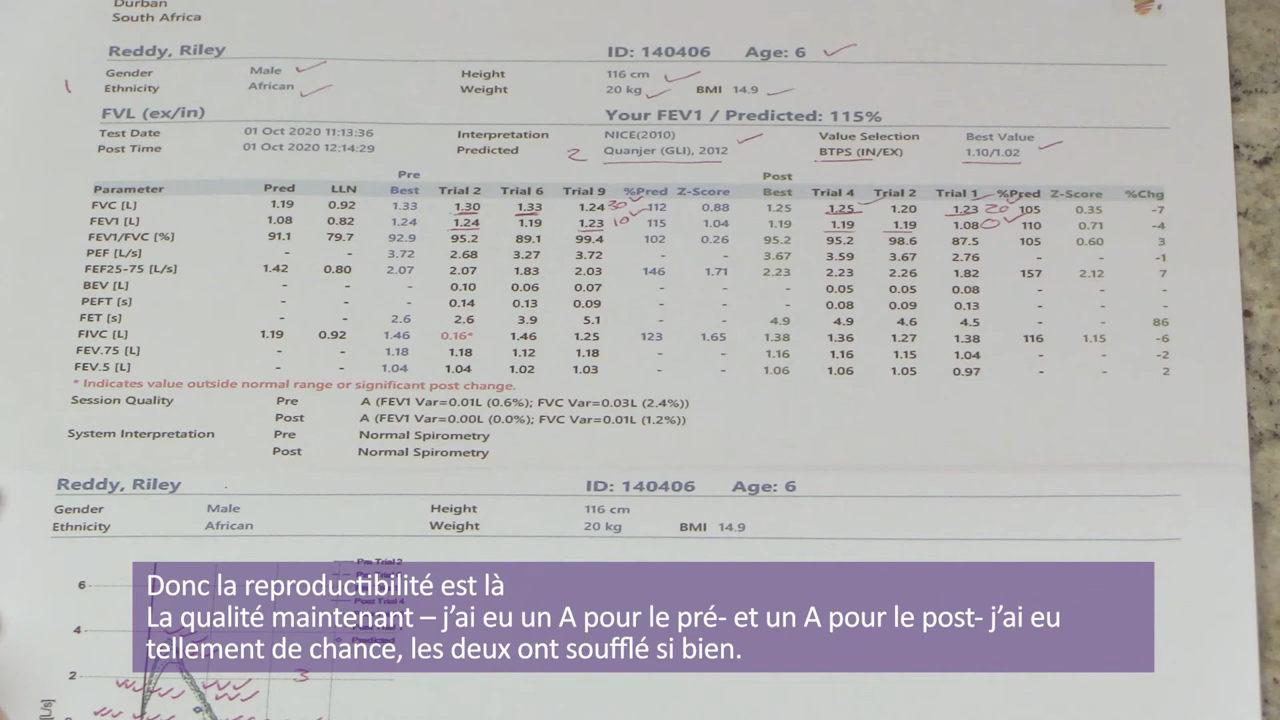 Durban
South Africa
Reddy, Riley ID: 140406 Age: 6
Gender Male Height 116 cm
Ethnicity African Weight 20 kg BMI 14.9
1
FVL (ex/in) Your FEV1 / Predicted: 115%
Test Date 01 Oct 2020 11:13:36 Interpretation NICE(2010) Value Selection Best Value
Post Time 01 Oct 2020 12:14:29 Predicted 2 Quanjer (GLI), 2012 BTPS (IN/EX) 1.10/1.02
Pre Post
Parameter Pred LLN Best Trial 2 Trial 6 Trial 9 %Pred Z-Score Best Trial 4 Trial 2 Trial 1 %Pred Z-Score %Chg
FVC [L] 1.19 0.92 1.33 1.30 1.33 1.24 30 112 0.88 1.25 1.25 1.20 1.23 20 105 0.35 -7
FEV1 [L] 1.08 0.82 1.24 1.24 1.19 1.23 10 115 1.04 1.19 1.19 1.19 1.08 0 110 0.71 -4
FEV1/FVC [%] 91.1 79.7 92.9 95.2 89.1 99.4 102 0.26 95.2 95.2 98.6 87.5 105 0.60 3
PEF [L/s] - - 3.72 2.68 3.27 3.72 - - 3.67 3.59 3.67 2.76 - - -1
FEF25-75 [L/s] 1.42 0.80 2.07 2.07 1.83 2.03 146 1.71 2.23 2.23 2.26 1.82 157 2.12 7
BEV [L] - - 0.10 0.06 0.07 - - 0.05 0.05 0.08 - - -
PEFT [s] - - 0.14 0.13 0.09 - - 0.08 0.09 0.13 - - -
FET [s] - - 2.6 2.6 3.9 5.1 - - 4.9 4.9 4.6 4.5 - - 86
FIVC [L] 1.19 0.92 1.46 0.16* 1.46 1.25 123 1.65 1.38 1.36 1.27 1.38 116 1.15 -6
FEV.75 [L] - - 1.18 1.18 1.12 1.18 - - 1.16 1.16 1.15 1.04 - - -2
FEV.5 [L] - - 1.04 1.04 1.02 1.03 - - 1.06 1.06 1.05 0.97 - - 2
* Indicates value outside normal range or significant post change.
Session Quality Pre A (FEV1 Var=0.01L (0.6%); FVC Var=0.03L (2.4%))
Post A (FEV1 Var=0.00L (0.0%); FVC Var=0.01L (1.2%))
System Interpretation Pre Normal Spirometry
Post Normal Spirometry
Reddy, Riley ID: 140406 Age: 6
Gender Male Height 116 cm
Ethnicity African Weight 20 kg BMI 14.9
Pre Trial 2
6
4
2
3
[L/s]
Donc la reproductibilité est là
La qualité maintenant – j'ai eu un A pour le pré- et un A pour le post- j'ai eu
tellement de chance, les deux ont soufflé si bien.